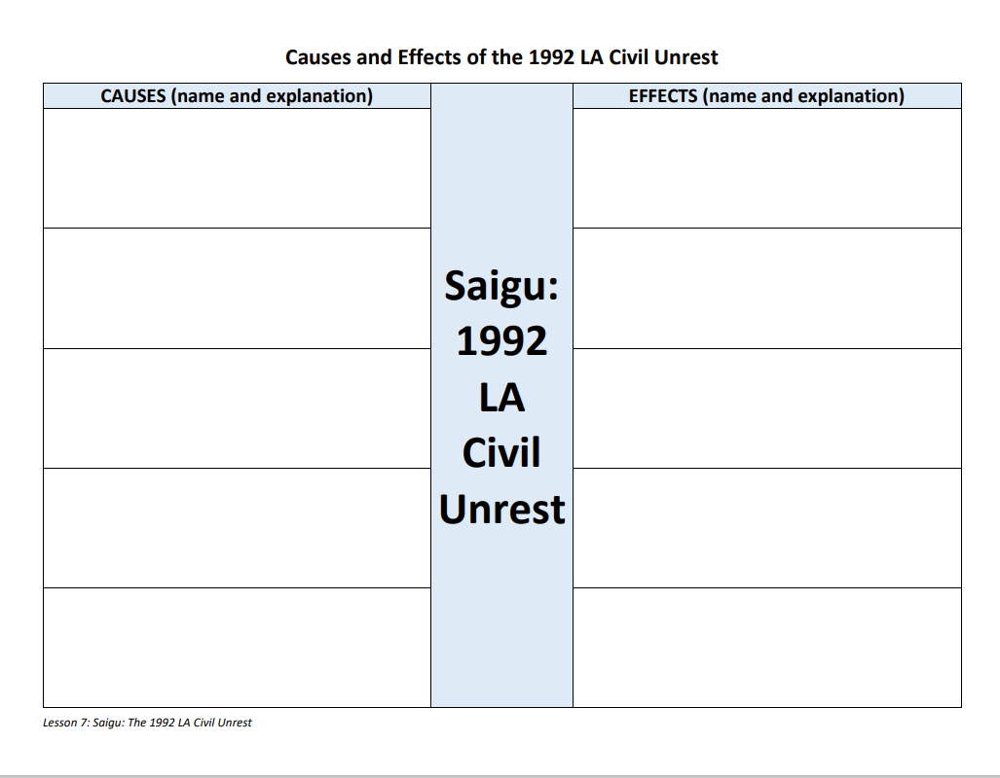 Causes and Effects of the 1992 LA Civil Unrest
CAUSES (name and explanation)
EFFECTS (name and explanation)
Saigu:
1992
LA
Civil
Unrest
Lesson 7: Saigu: The 1992 LA Civil Unrest